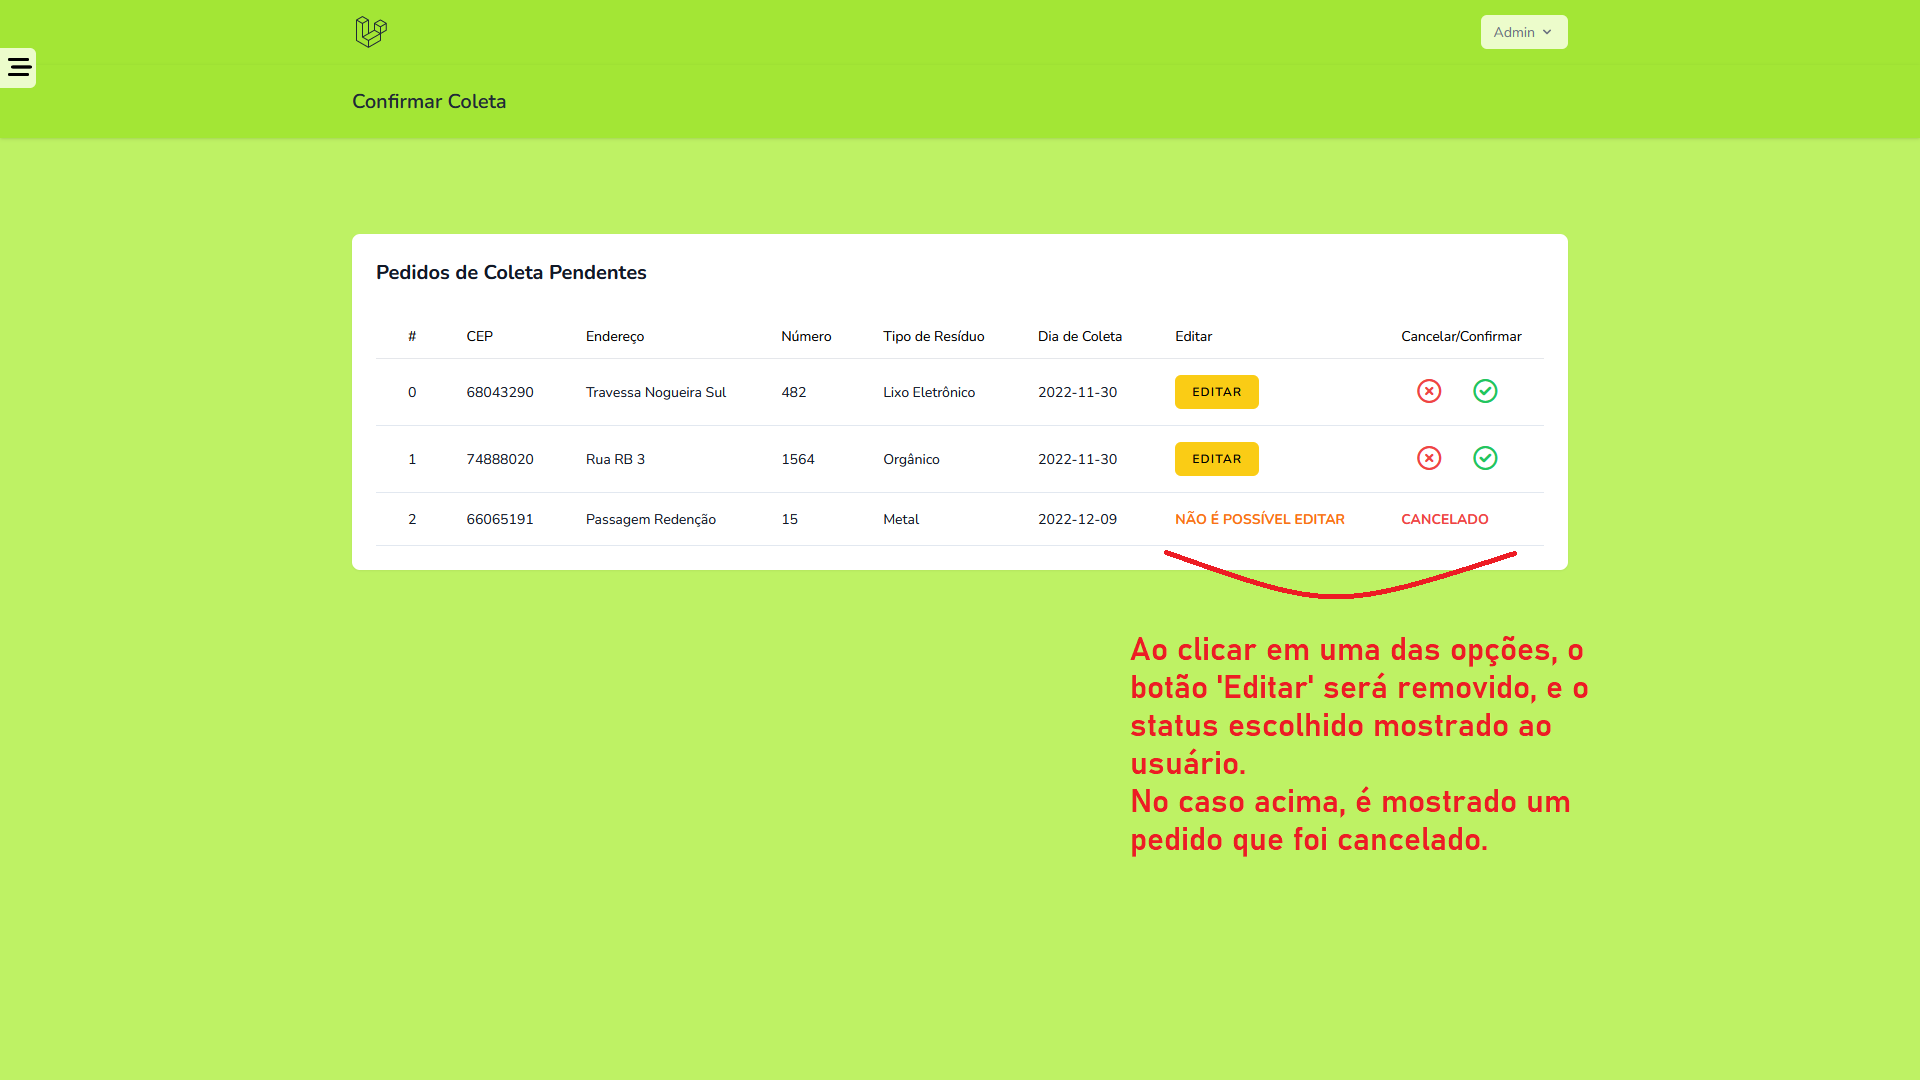 Admin
Confirmar Coleta
Pedidos de Coleta Pendentes
# CEP Endereço Número Tipo de Resíduo Dia de Coleta Editar Cancelar/Confirmar
0 68043290 Travessa Nogueira Sul 482 Lixo Eletrônico 2022-11-30 EDITAR
1 74888020 Rua RB 3 1564 Orgânico 2022-11-30 EDITAR
2 66065191 Passagem Redenção 15 Metal 2022-12-09 NÃO É POSSÍVEL EDITAR CANCELADO
Ao clicar em uma das opções, o
botão 'Editar' será removido, e o
status escolhido mostrado ao
usuário.
No caso acima, é mostrado um
pedido que foi cancelado.